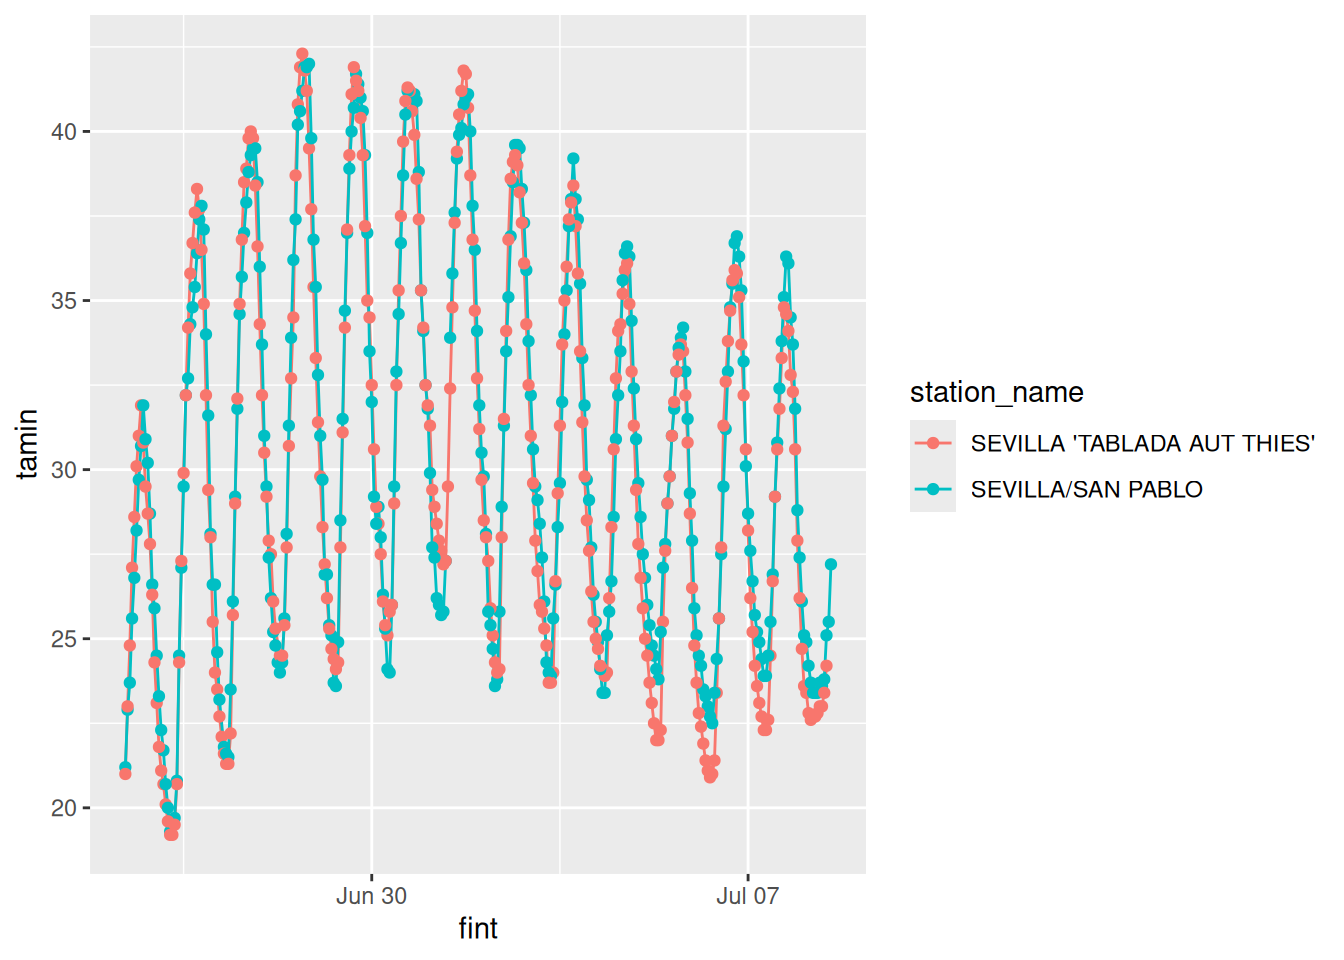 tamin
40
35
30
25
20
Jun 30
Jul 07
fint
station_name
SEVILLA 'TABLADA AUT THIES'
SEVILLA/SAN PABLO